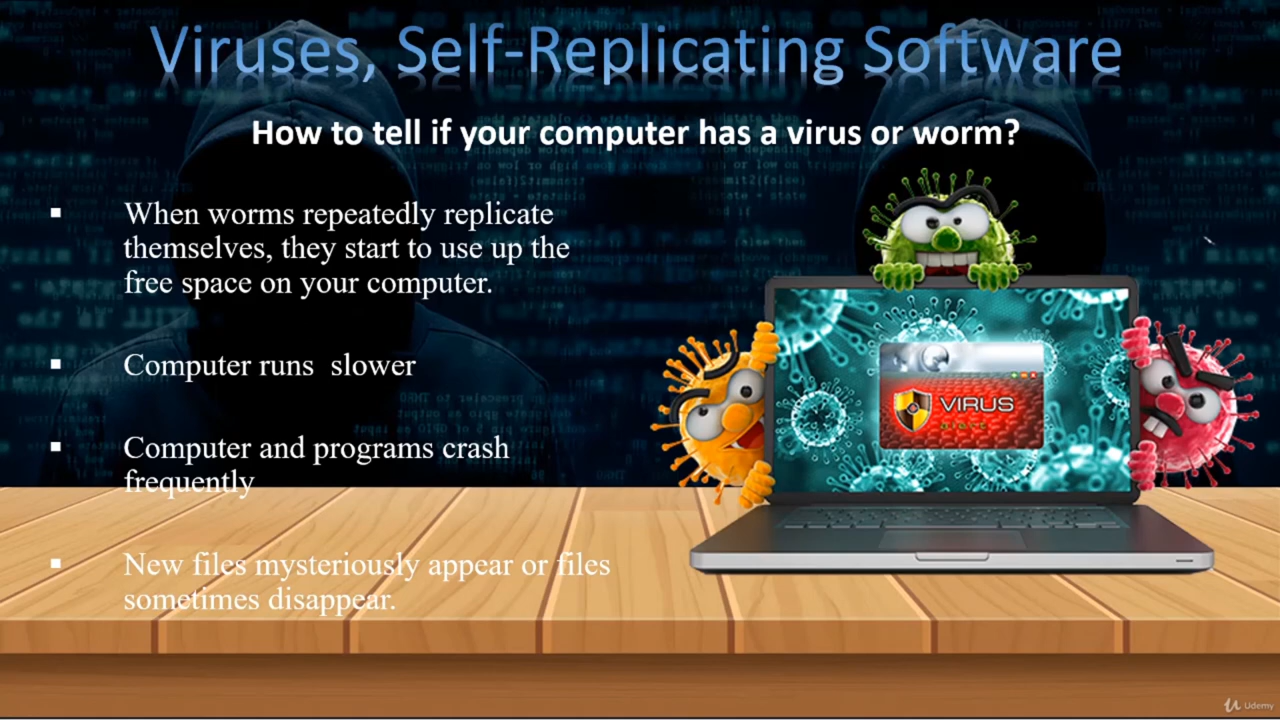 Viruses, Self-Replicating Software
How to tell if your computer has a virus or worm?
▪ When worms repeatedly replicate
themselves, they start to use up the
free space on your computer.
▪ Computer runs slower
▪ Computer and programs crash
frequently
▪ New files mysteriously appear or files
sometimes disappear.
VIRUS
Udemy